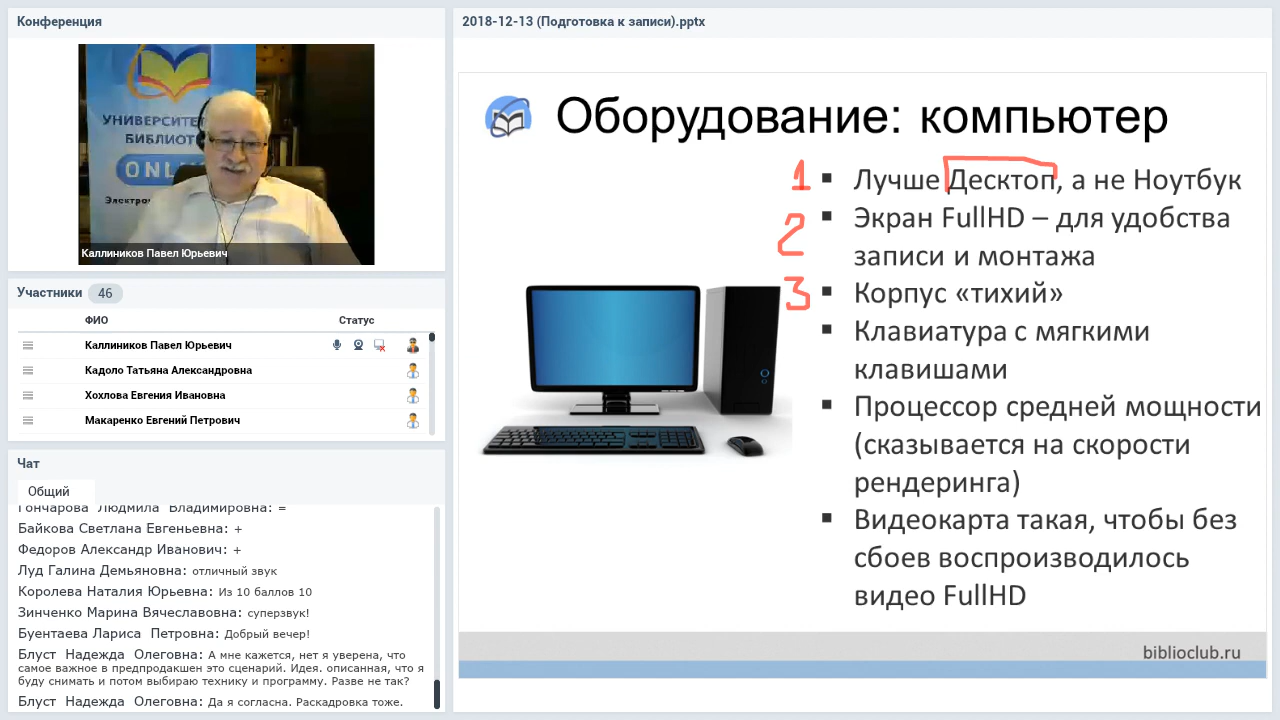 Конференция
УНИВЕРСИТЕТ
БИБЛИОТ
ONL
Электро
Каллиников Павел Юрьевич
Участники 46
ФИО Статус
Каллиников Павел Юрьевич
Кадоло Татьяна Александровна
Хохлова Евгения Ивановна
Макаренко Евгений Петрович
Чат
Общий
Гончарова Людмила Владимировна: =
Байкова Светлана Евгеньевна: +
Федоров Александр Иванович: +
Луд Галина Демьяновна: отличный звук
Королева Наталия Юрьевна: Из 10 баллов 10
Зинченко Марина Вячеславовна: суперзвук!
Буентаева Лариса Петровна: Добрый вечер!
Блуст Надежда Олеговна: А мне кажется, нет я уверена, что
самое важное в предпродакшен это сценарий. Идея. описанная, что я
буду снимать и потом выбираю технику и программу. Разве не так?
Блуст Надежда Олеговна: Да я согласна. Раскадровка тоже.
2018-12-13 (Подготовка к записи).pptx
Оборудование: компьютер
1 ▪ Лучше Десктоп, а не Ноутбук
2 ▪ Экран FullHD – для удобства
записи и монтажа
3 ▪ Корпус «тихий»
▪ Клавиатура с мягкими
клавишами
▪ Процессор средней мощности
(сказывается на скорости
рендеринга)
▪ Видеокарта такая, чтобы без
сбоев воспроизводилось
видео FullHD
biblioclub.ru